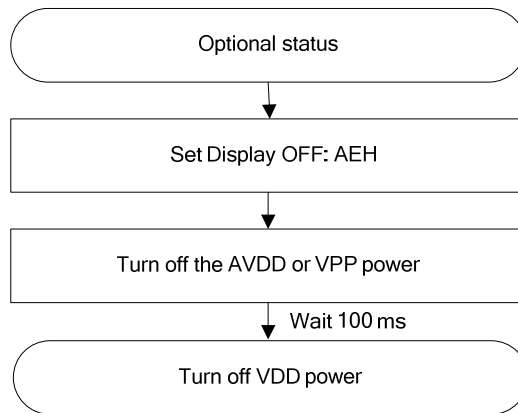 Optional status
Set Display OFF: AEH
Turn off the AVDD or VPP power
Wait 100 ms
Turn off VDD power